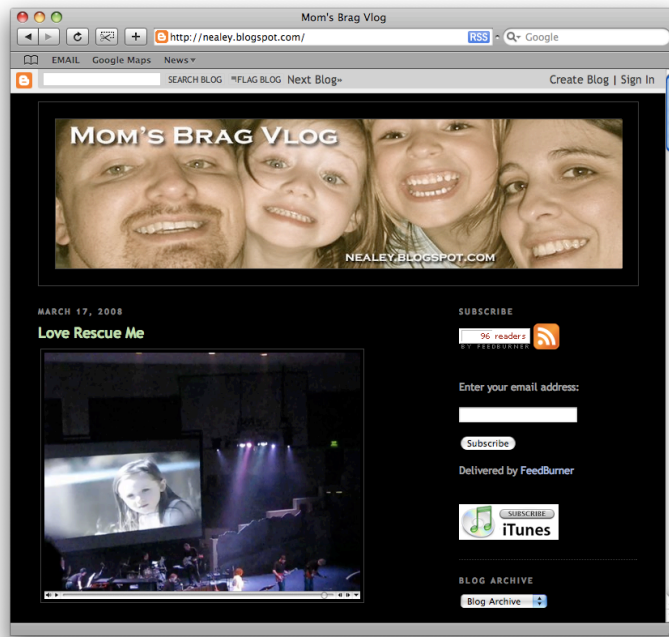 Mom's Brag Vlog
http://nealey.blogspot.com/ RSS Google
EMAIL Google Maps News
SEARCH BLOG FLAG BLOG Next Blog» Create Blog | Sign In
MOM'S BRAG VLOG
NEALEY.BLOGSPOT.COM
MARCH 17, 2008
Love Rescue Me
SUBSCRIBE
96 readers
BY FEEDBURNER
Enter your email address:
Subscribe
Delivered by FeedBurner
SUBSCRIBE
iTunes
BLOG ARCHIVE
Blog Archive